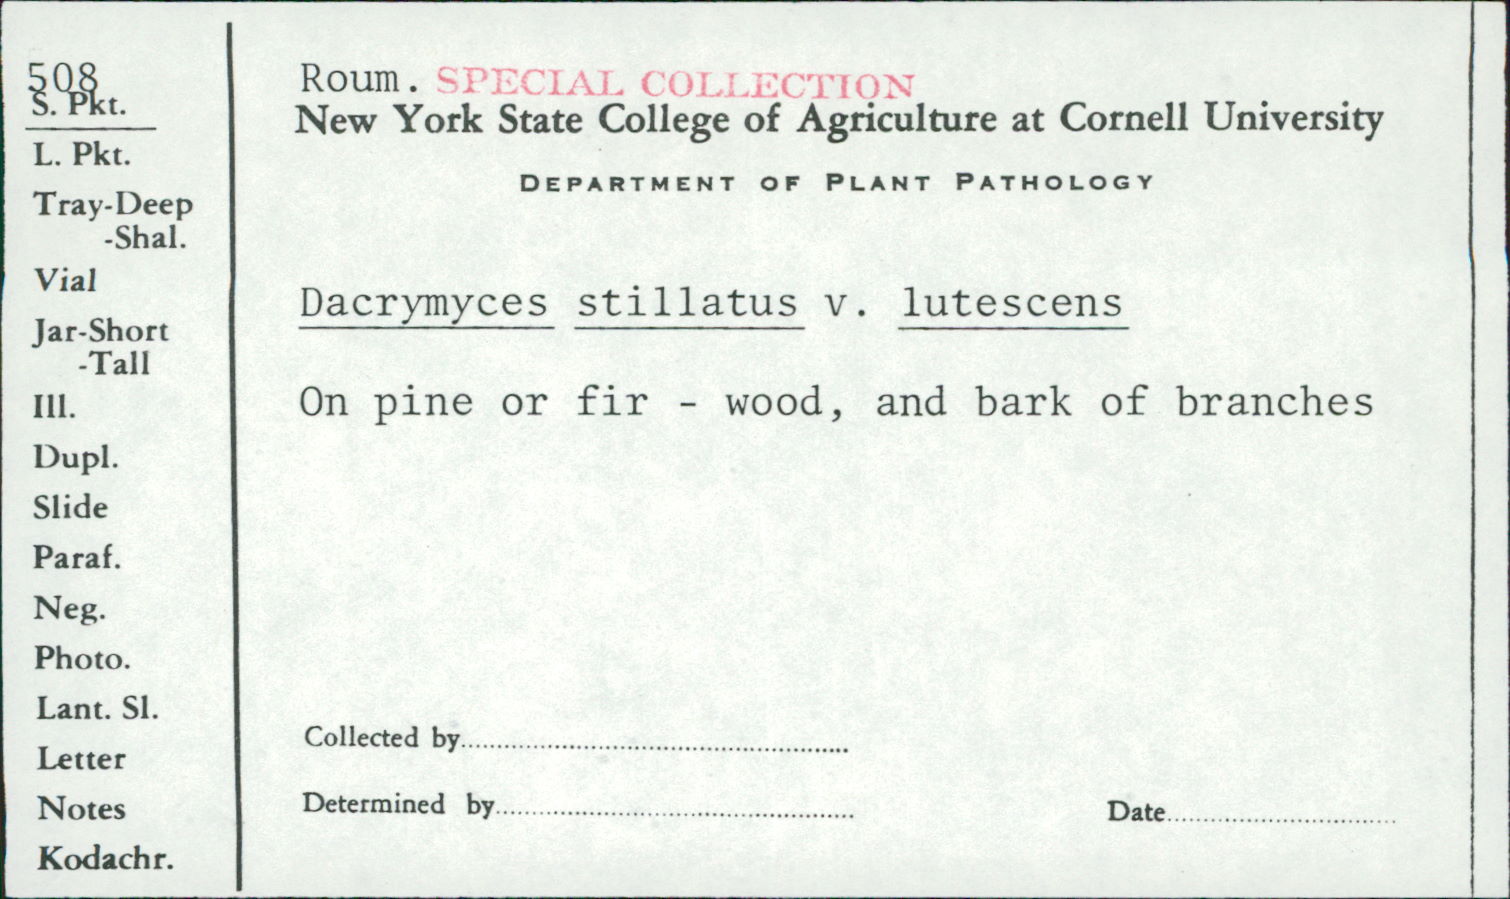 508
S. Pkt.
L. Pkt.
Tray-Deep
-Shal.
Vial
Jar-Short
-Tall
Ill.
Dupl.
Slide
Paraf.
Neg.
Photo.
Lant. Sl.
Letter
Notes
Kodachr.
Roum. SPECIAL COLLECTION
New York State College of Agriculture at Cornell University
DEPARTMENT OF PLANT PATHOLOGY
Dacrymyces stillatus v. lutescens
On pine or fir - wood, and bark of branches
Collected by
Determined by
Date